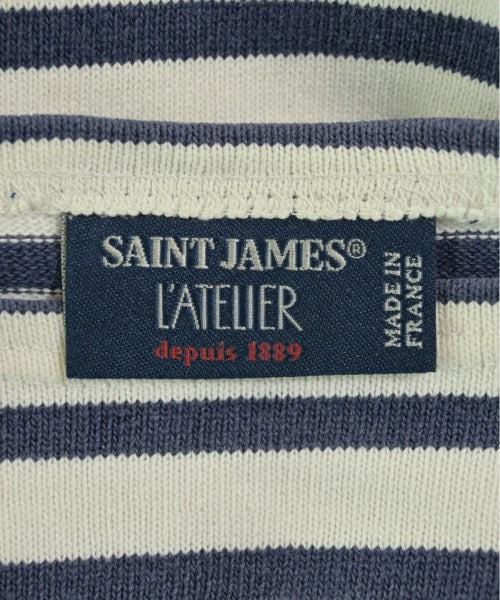 SAINT JAMES®
L'ATELIER
depuis 1889
MADE IN
FRANCE